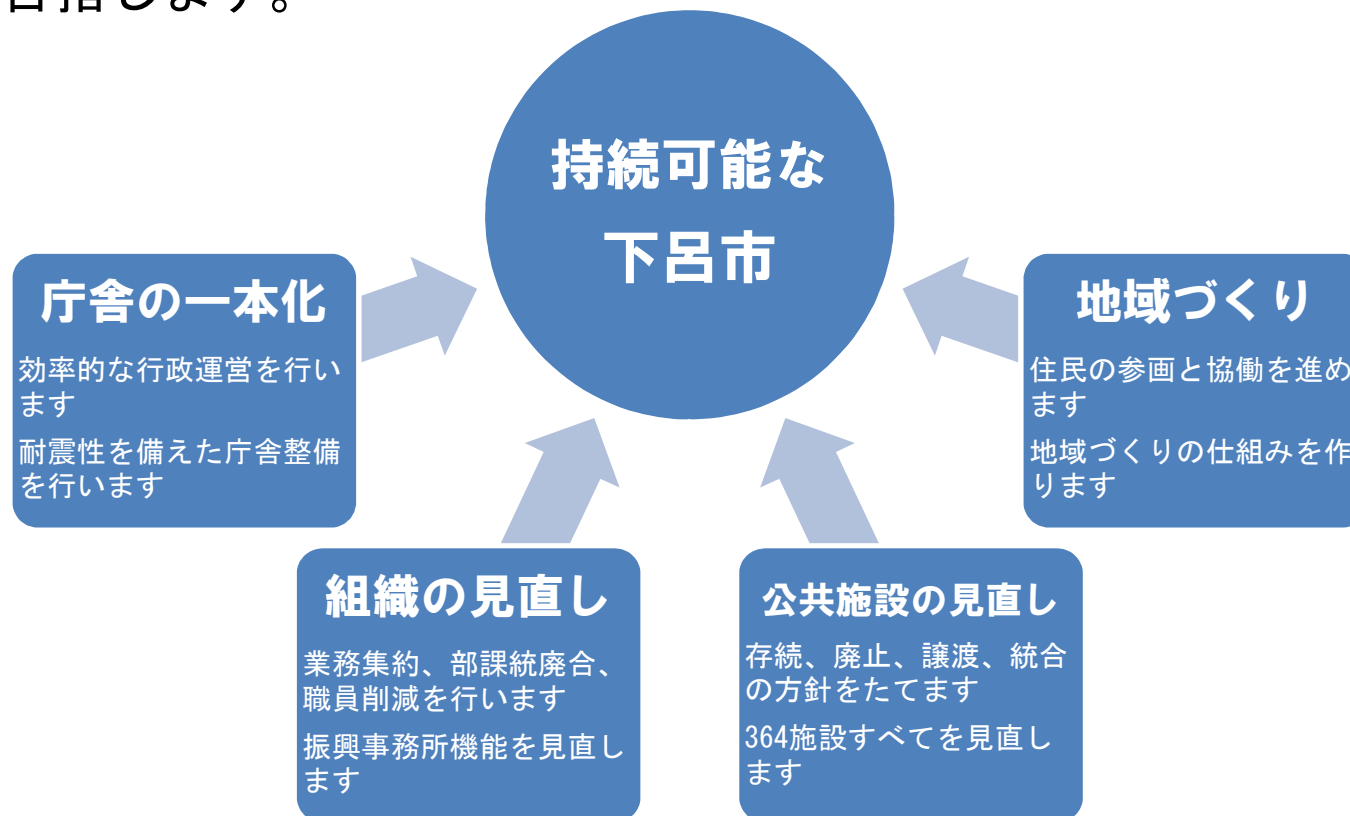 目指します。
持続可能な
下呂市
庁舎の一本化
効率的な行政運営を行い
ます
耐震性を備えた庁舎整備
を行います
地域づくり
住民の参画と協働を進め
ます
地域づくりの仕組みを作
ります
組織の見直し
業務集約、部課統廃合、
職員削減を行います
振興事務所機能を見直し
ます
公共施設の見直し
存続、廃止、譲渡、統合
の方針をたてます
364施設すべてを見直し
ます